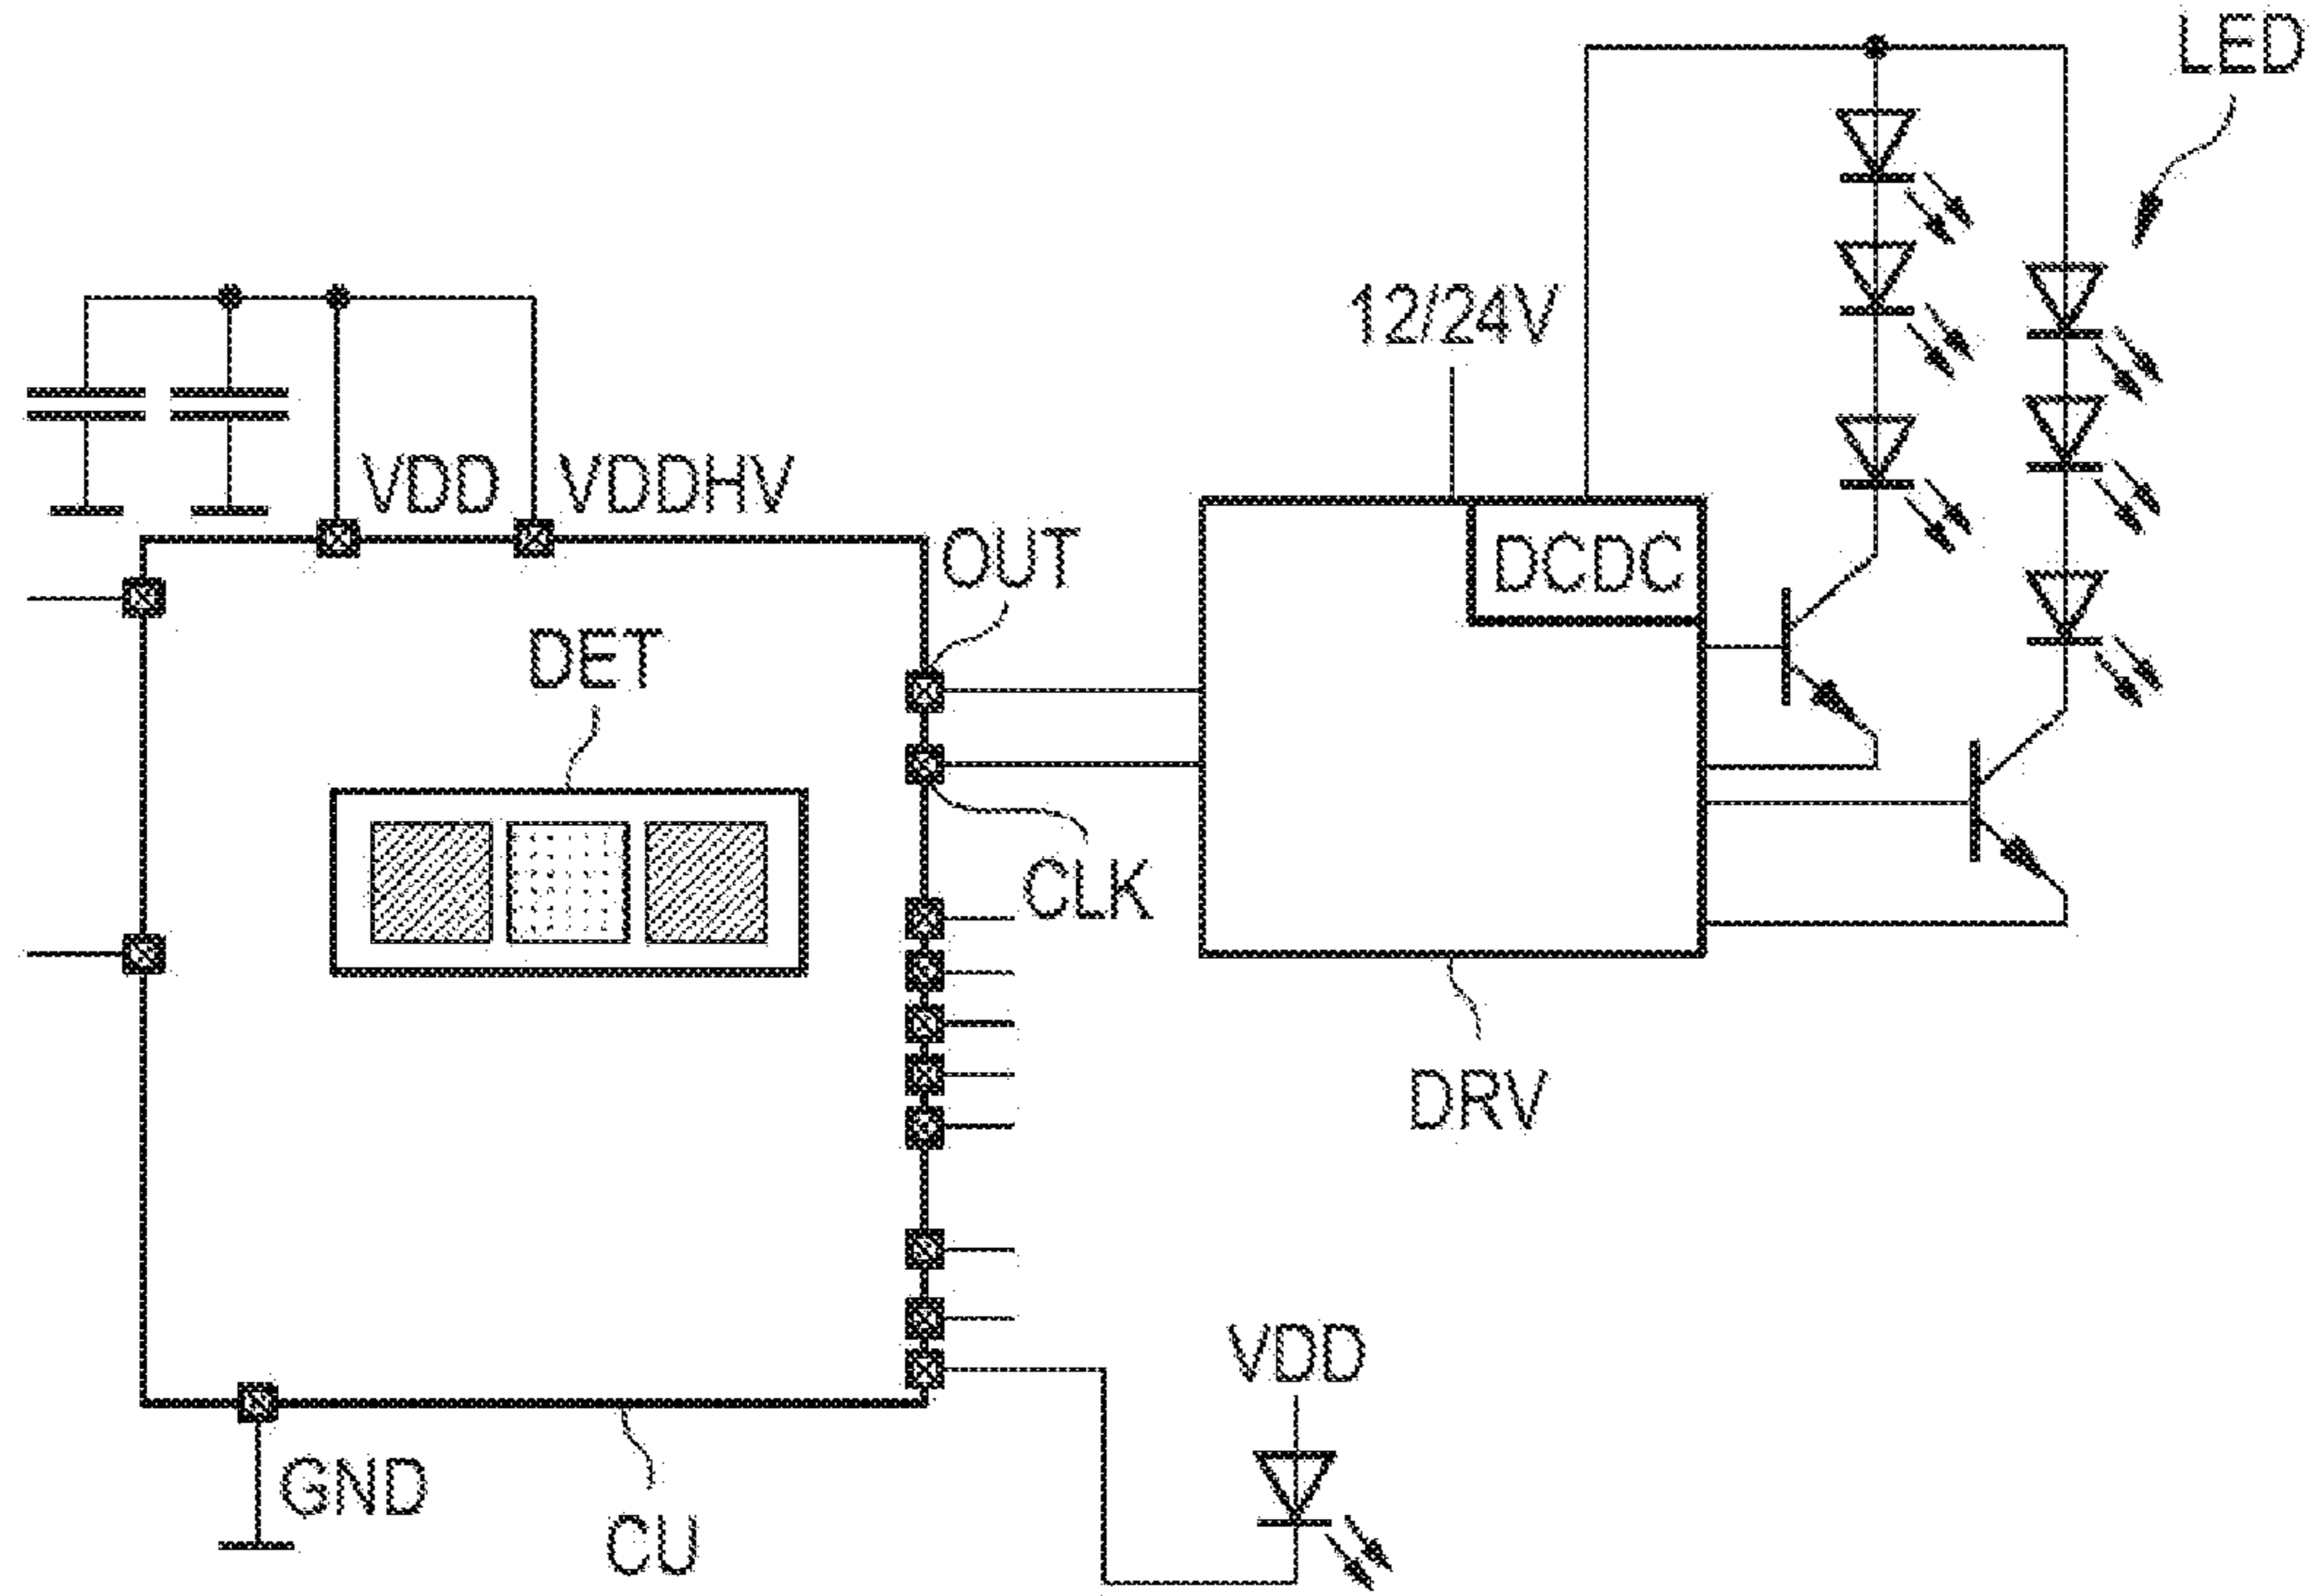 LED
12/24V
VDD
VDDHV
OUT
DCDC
DET
CLK
DRV
VDD
GND
CU